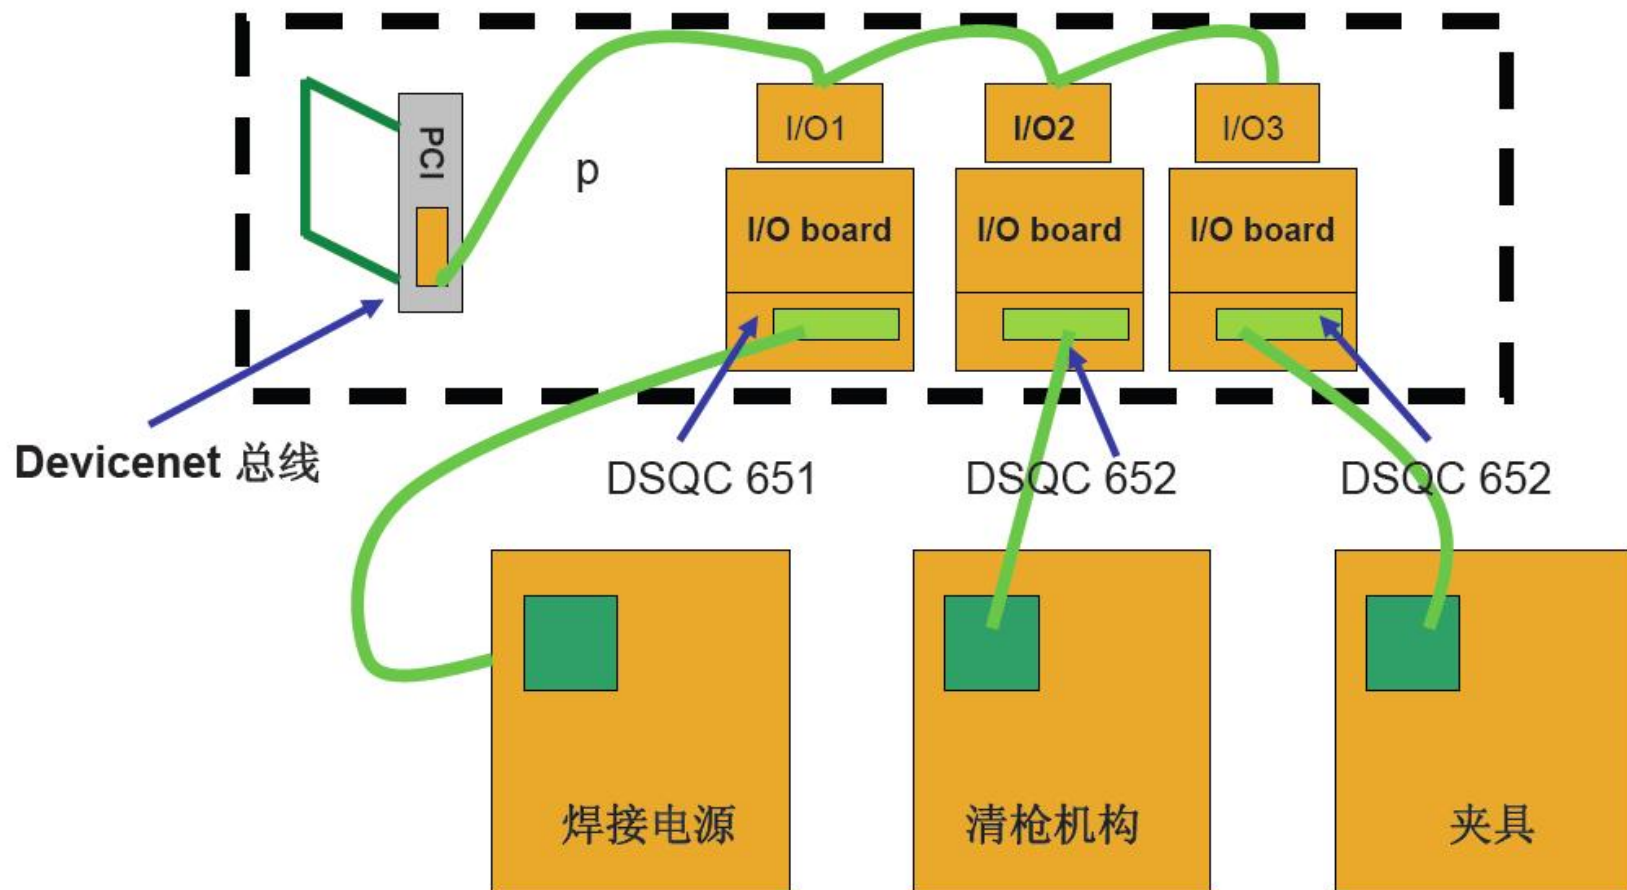 PCI
p
I/O1
I/O2
I/O3
I/O board
I/O board
I/O board
Devicenet 总线
DSQC 651
DSQC 652
DSQC 652
焊接电源
清枪机构
夹具